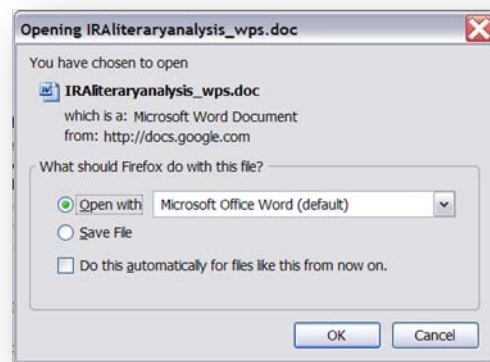 Opening IRAliteraryanalysis_wps.doc
You have chosen to open
IRAliteraryanalysis_wps.doc
which is a: Microsoft Word Document
from: http://docs.google.com
What should Firefox do with this file?
Open with Microsoft Office Word (default)
Save File
Do this automatically for files like this from now on.
OK Cancel